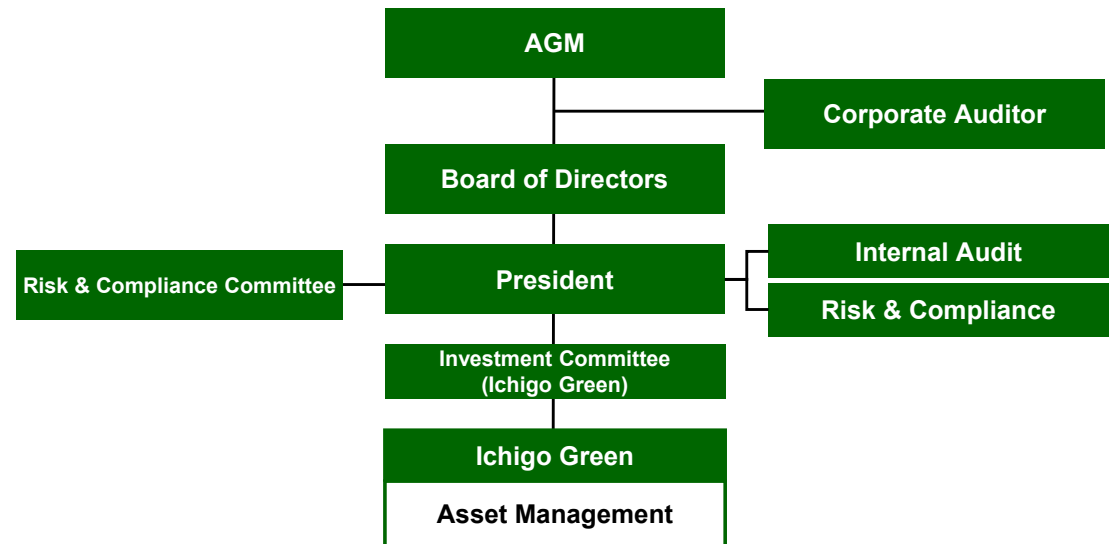 AGM
Corporate Auditor
Board of Directors
Risk & Compliance Committee
President
Internal Audit
Risk & Compliance
Investment Committee
(Ichigo Green)
Ichigo Green
Asset Management